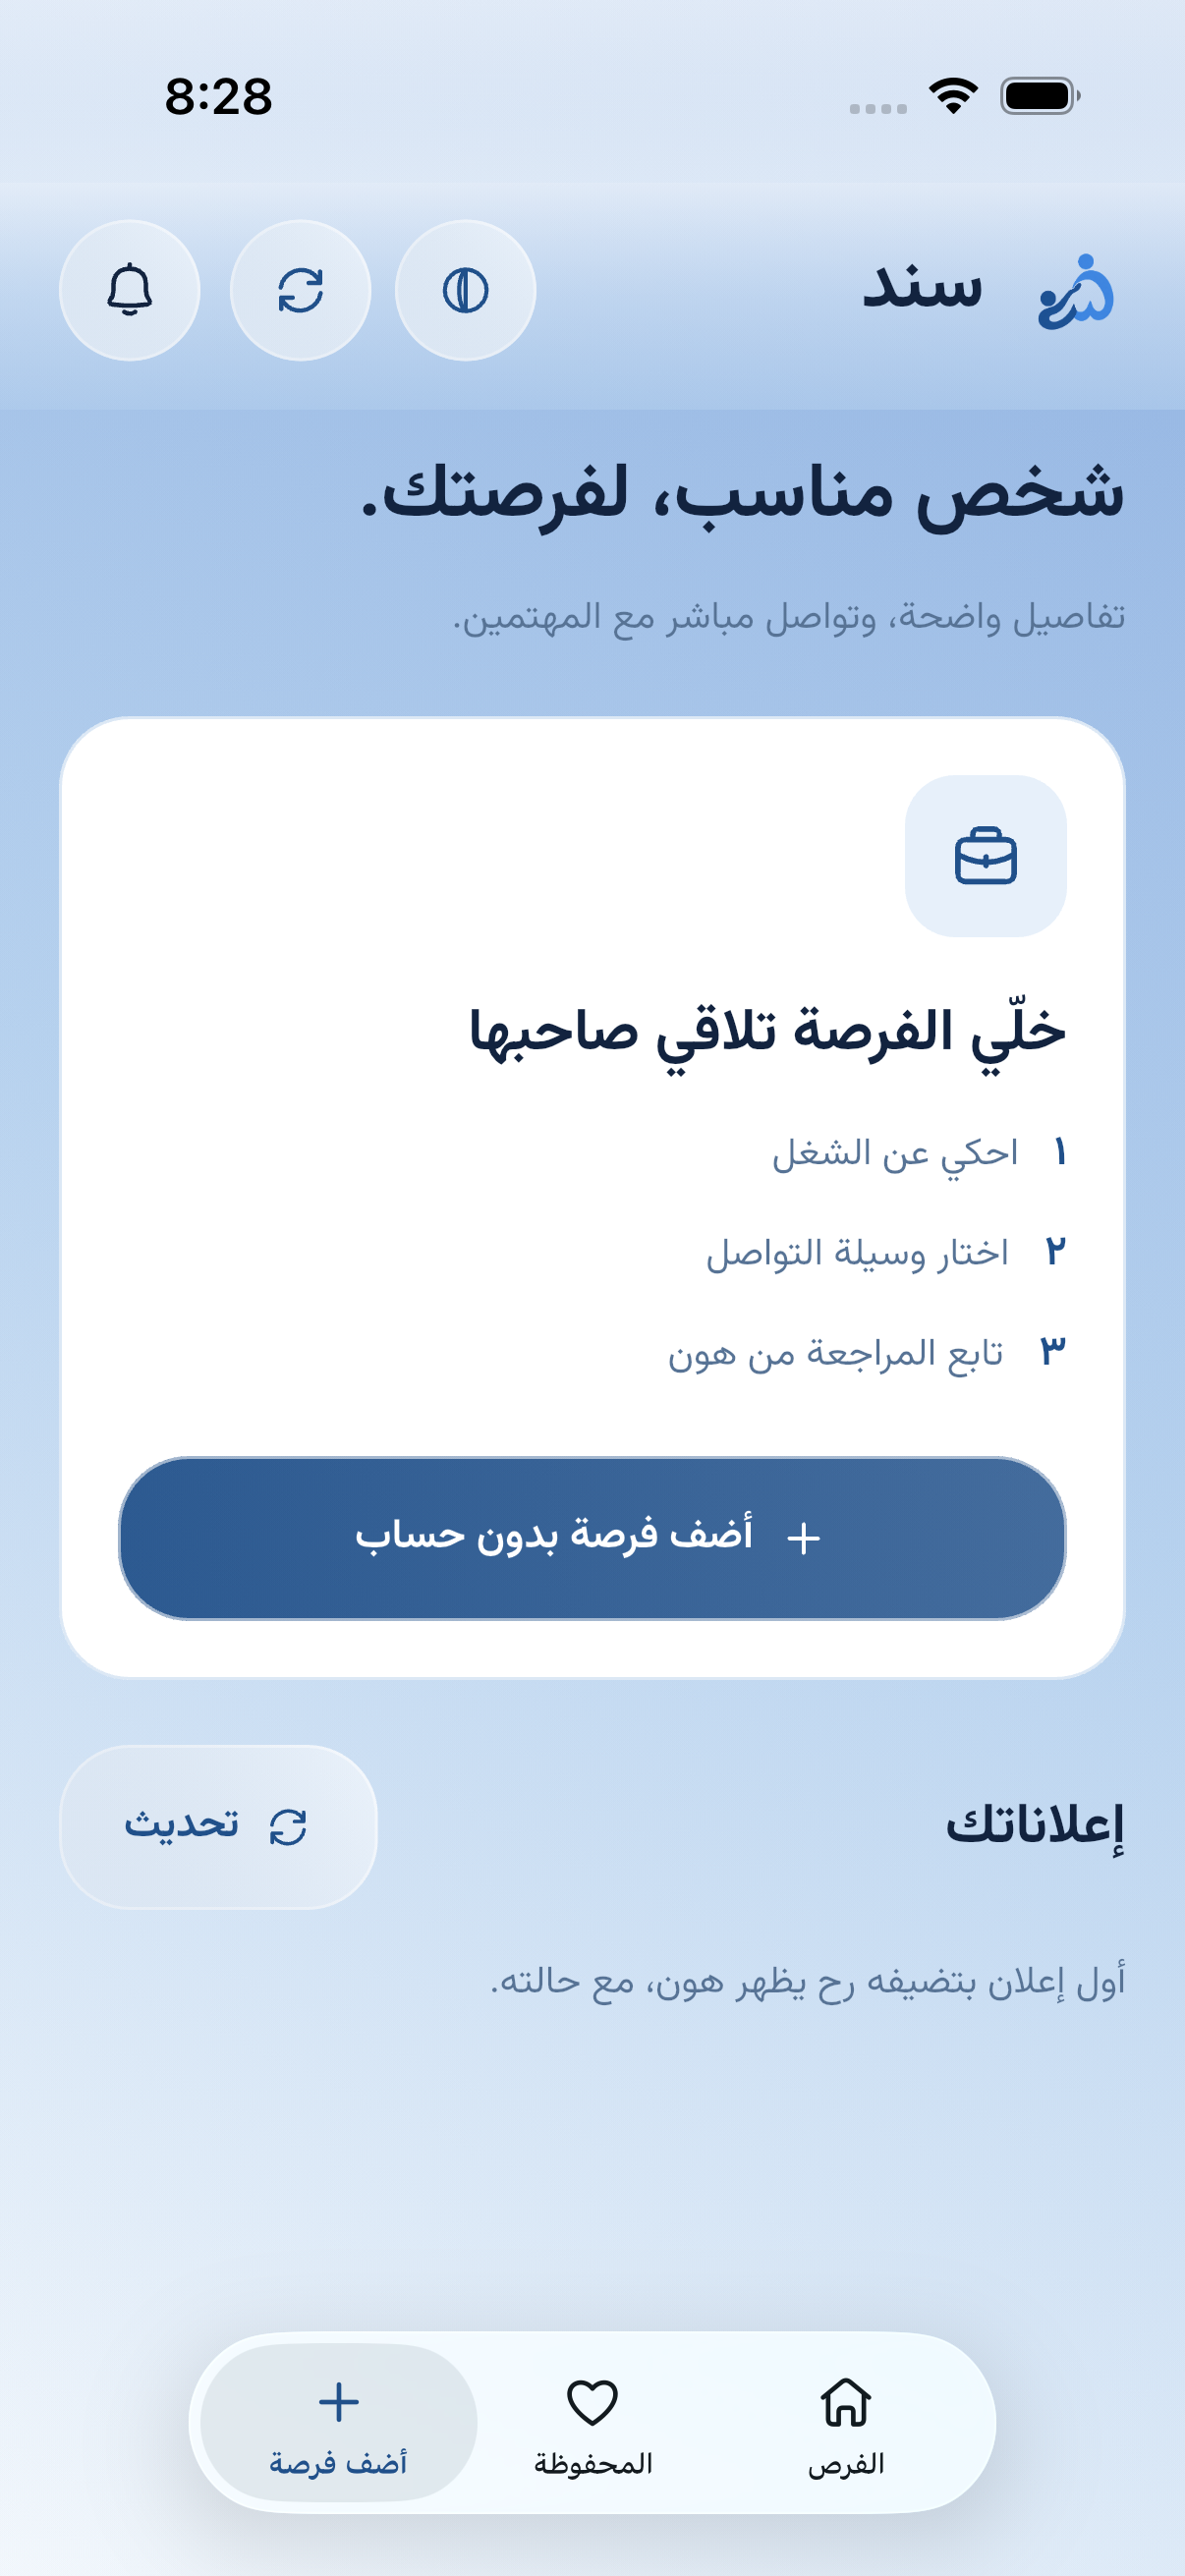 8:28
سند
شخص مناسب، لفرصتك.
تفاصيل واضحة، وتواصل مباشر مع المهتمين.
خلّي الفرصة تلاقي صاحبها
١ احكي عن الشغل
٢ اختار وسيلة التواصل
٣ تابع المراجعة من هون
أضف فرصة بدون حساب
إعلاناتك
تحديث
أول إعلان بتضيفه رح يظهر هون، مع حالته.
الفرص
المحفوظة
أضف فرصة